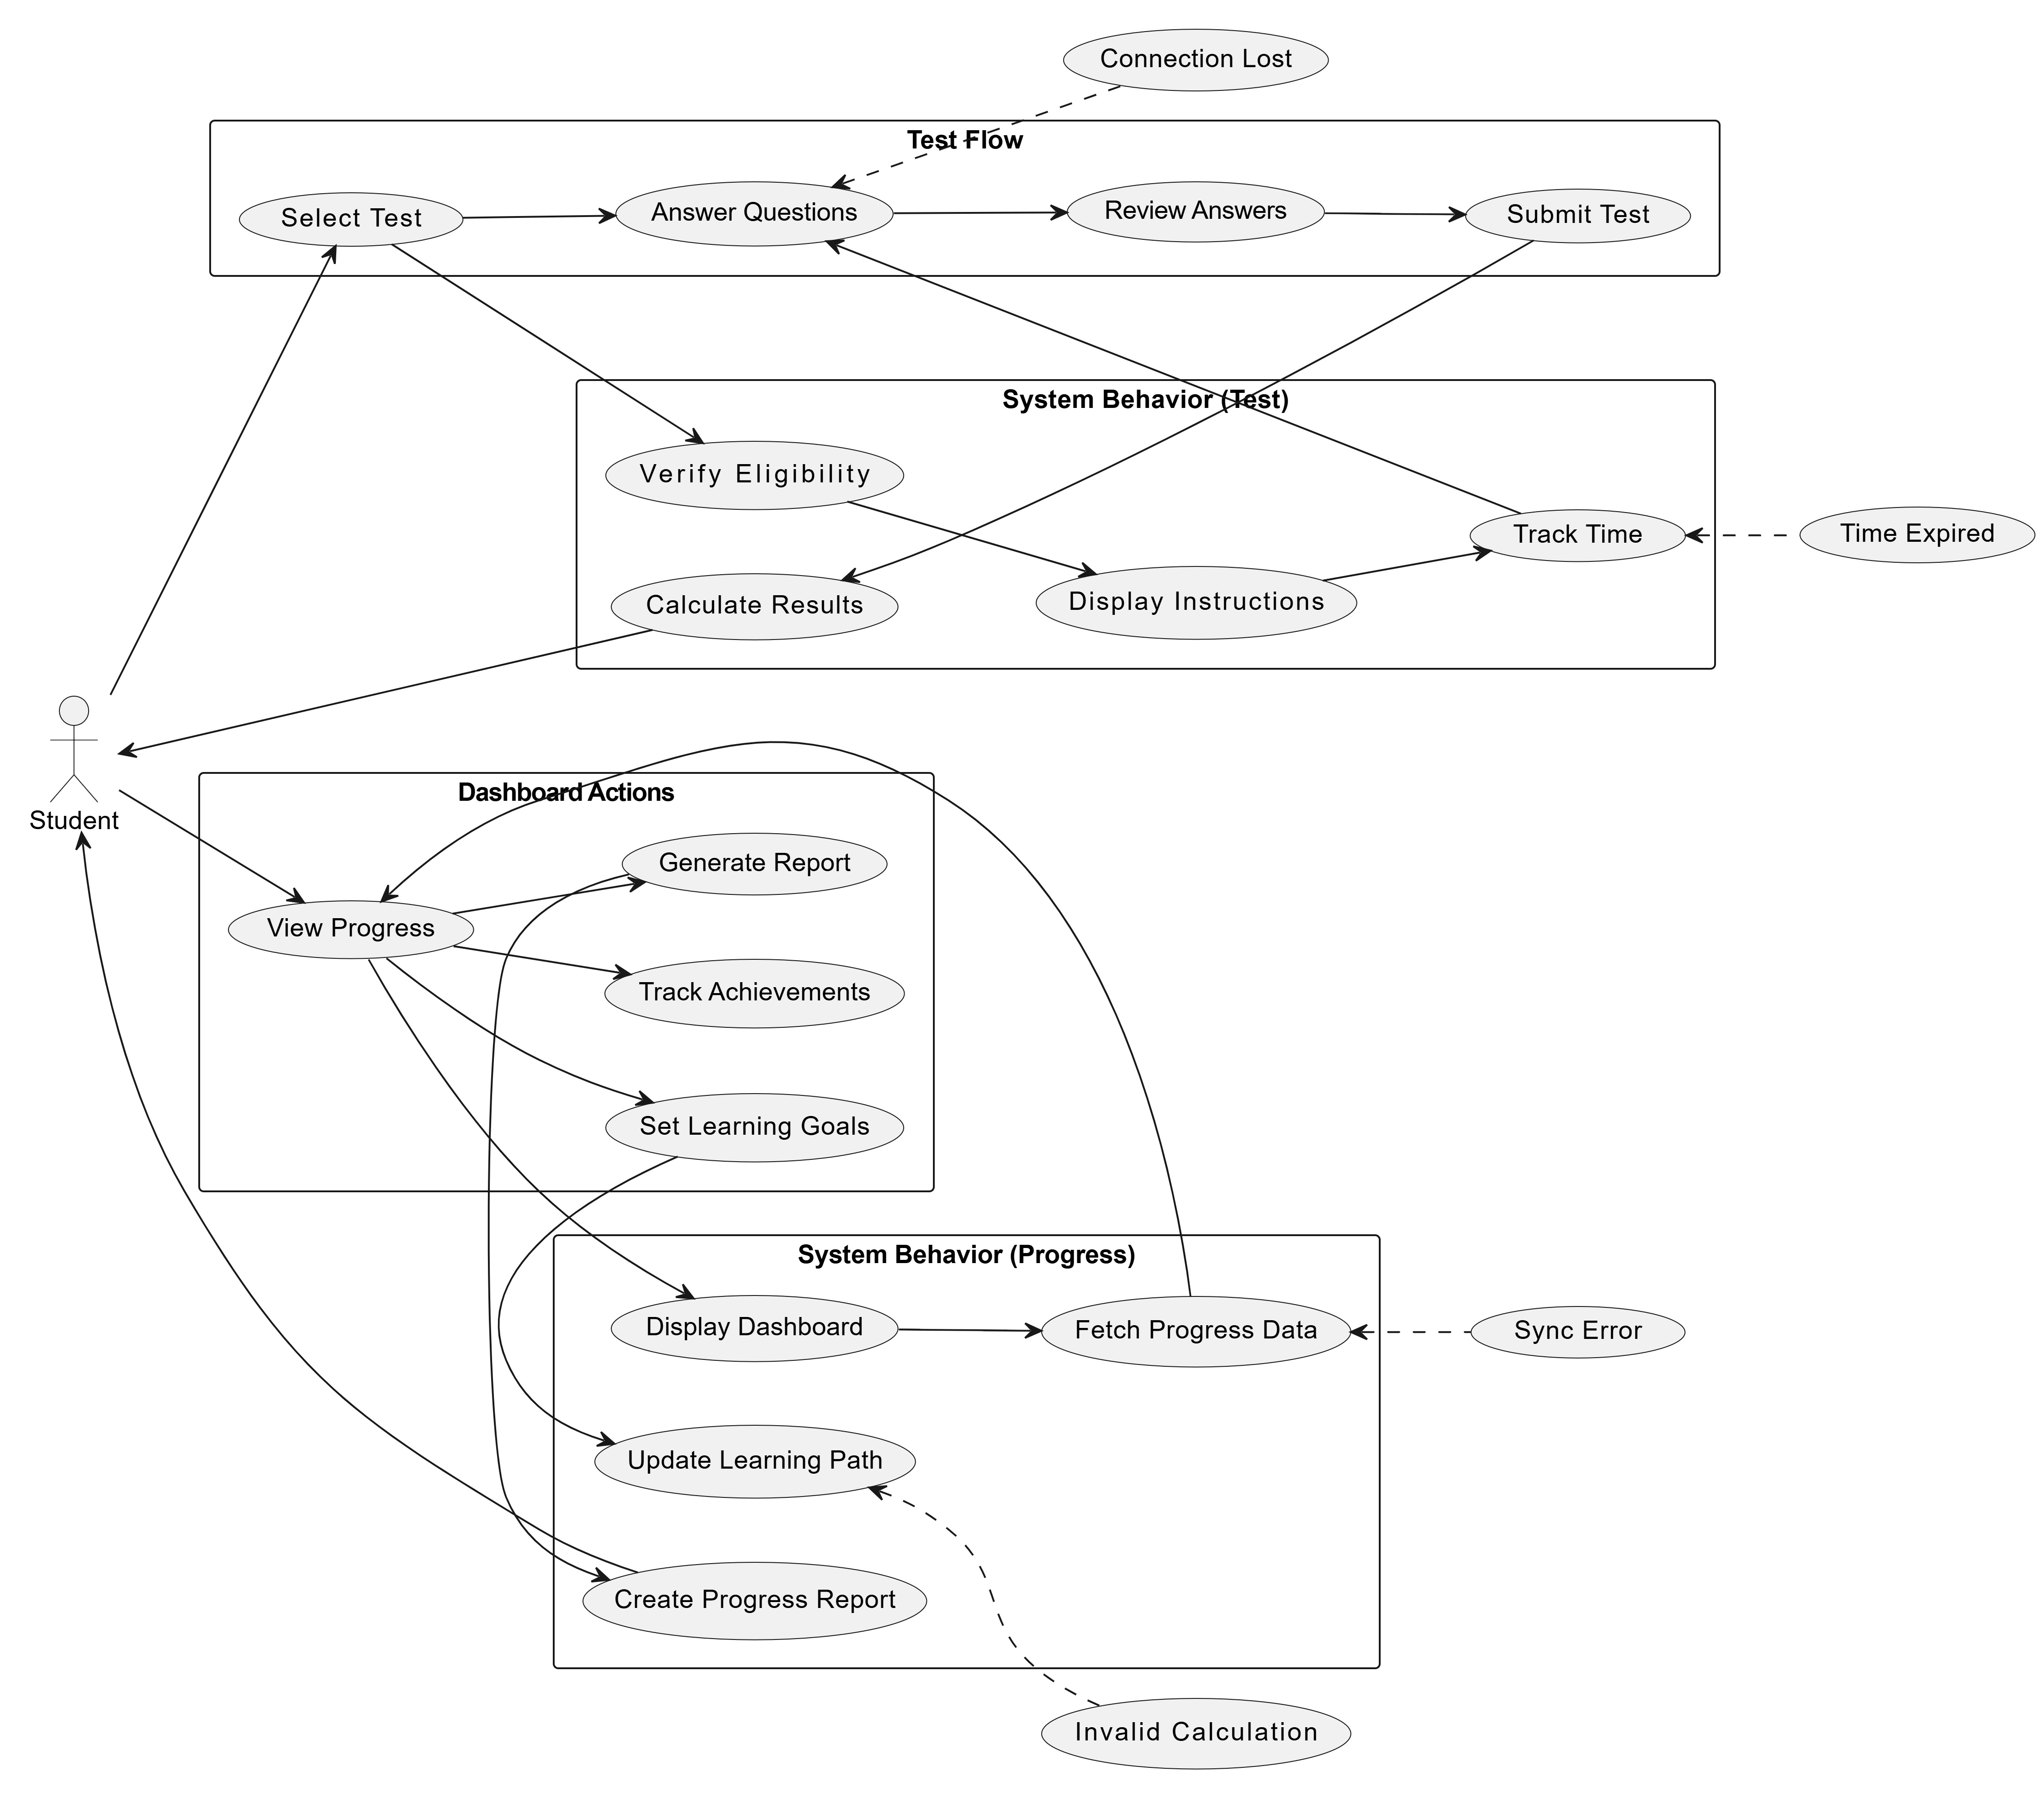 Connection Lost
Test Flow
Select Test
Answer Questions
Review Answers
Submit Test
System Behavior (Test)
Verify Eligibility
Track Time
Time Expired
Calculate Results
Display Instructions
Student
Dashboard Actions
Generate Report
View Progress
Track Achievements
Set Learning Goals
System Behavior (Progress)
Display Dashboard
Fetch Progress Data
Sync Error
Update Learning Path
Create Progress Report
Invalid Calculation